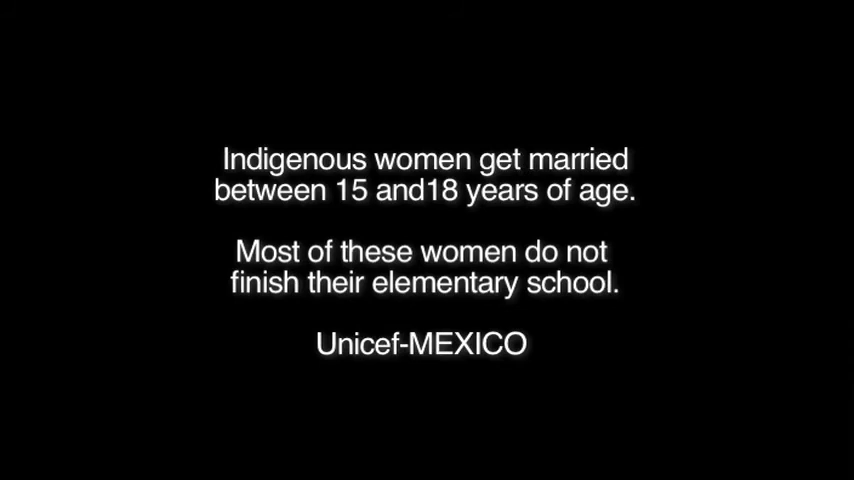 Indigenous women get married
between 15 and18 years of age.
Most of these women do not
finish their elementary school.
Unicef-MEXICO